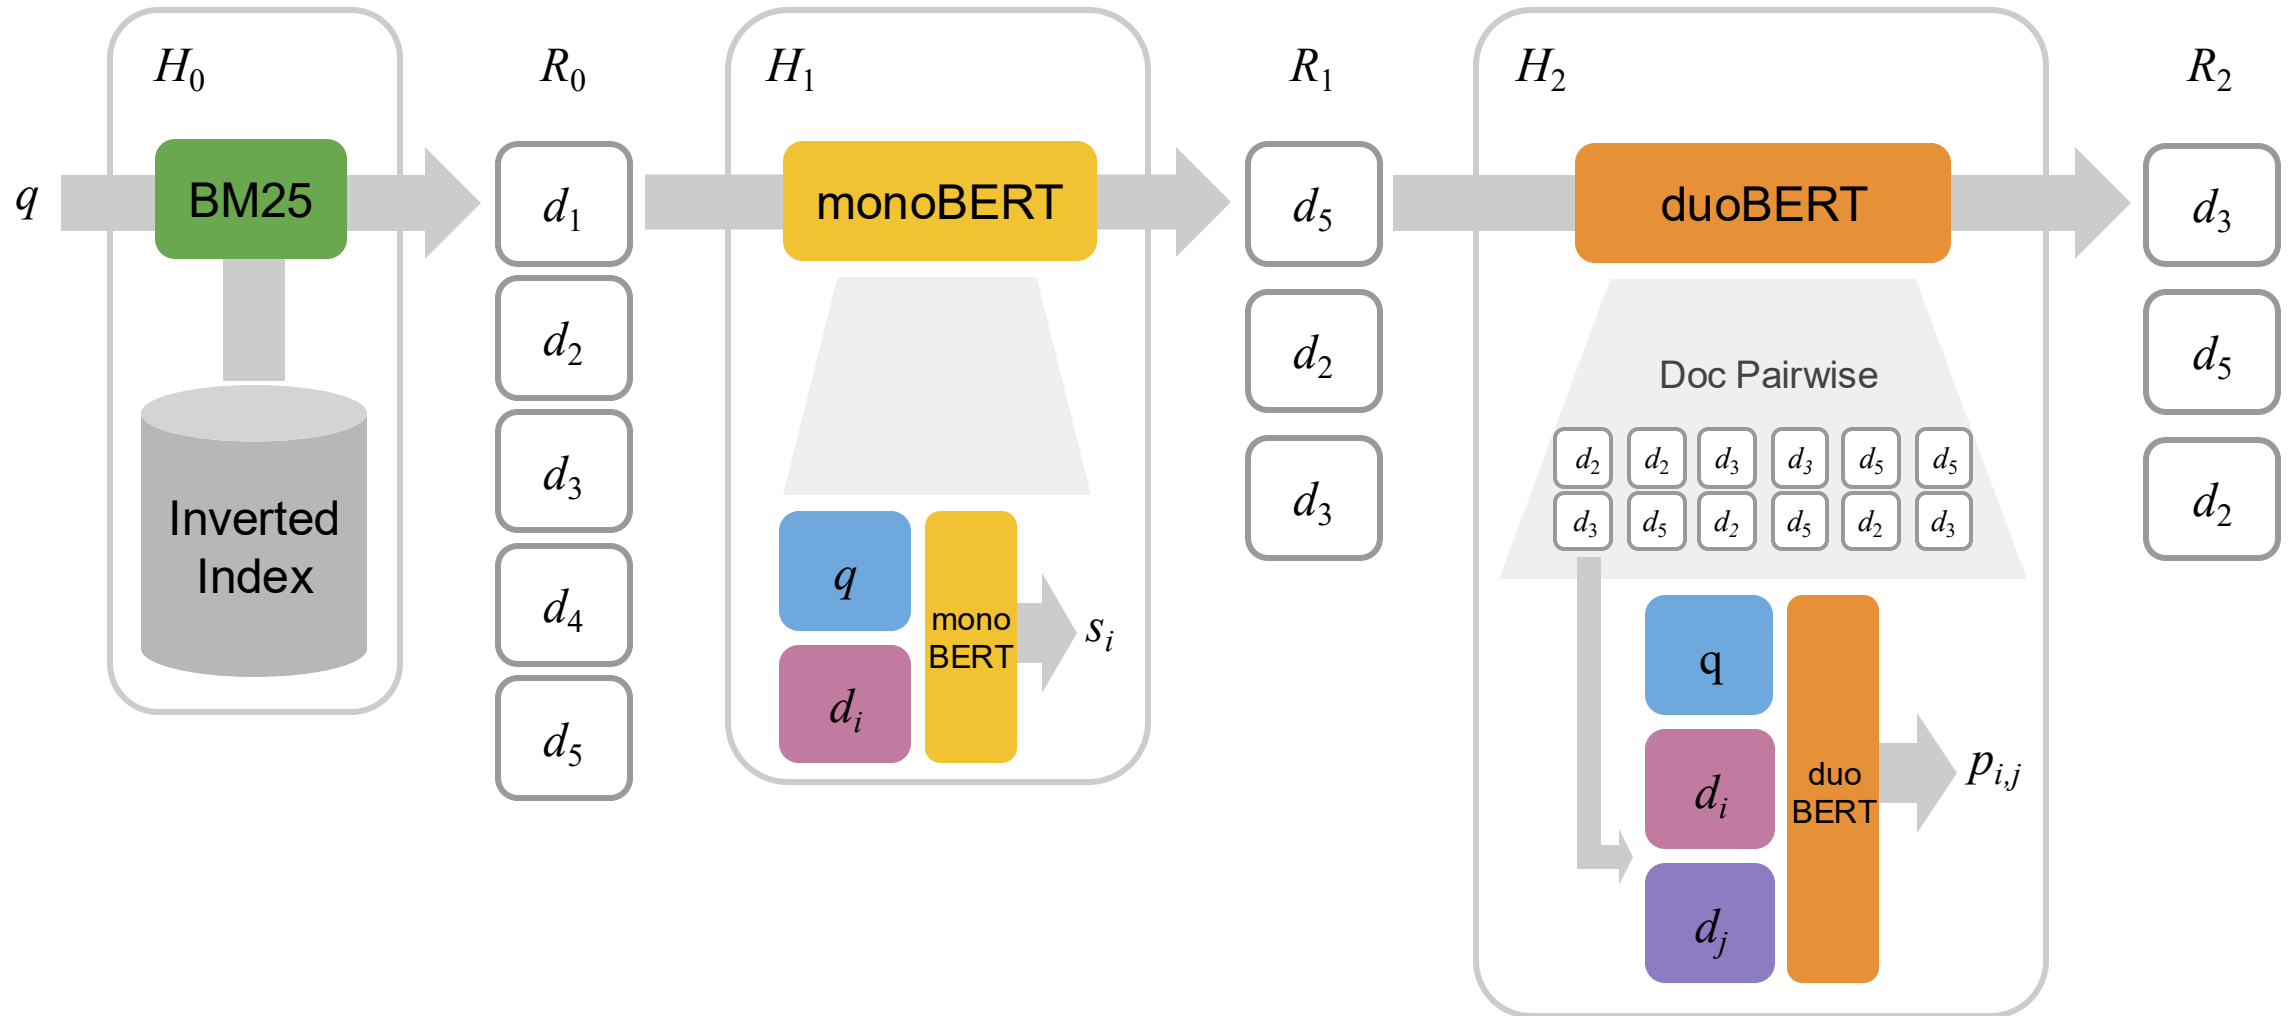 H0
R0
H1
R1
H2
R2
q
BM25
d1
monoBERT
d5
duoBERT
d3
d2
d2
d5
Doc Pairwise
d2 d2 d3 d3 d5 d5
d3 d5 d2 d5 d2 d3
d3
d3
d2
Inverted
Index
q
mono
BERT
si
d4
di
d5
q
duo
BERT
pi,j
di
dj